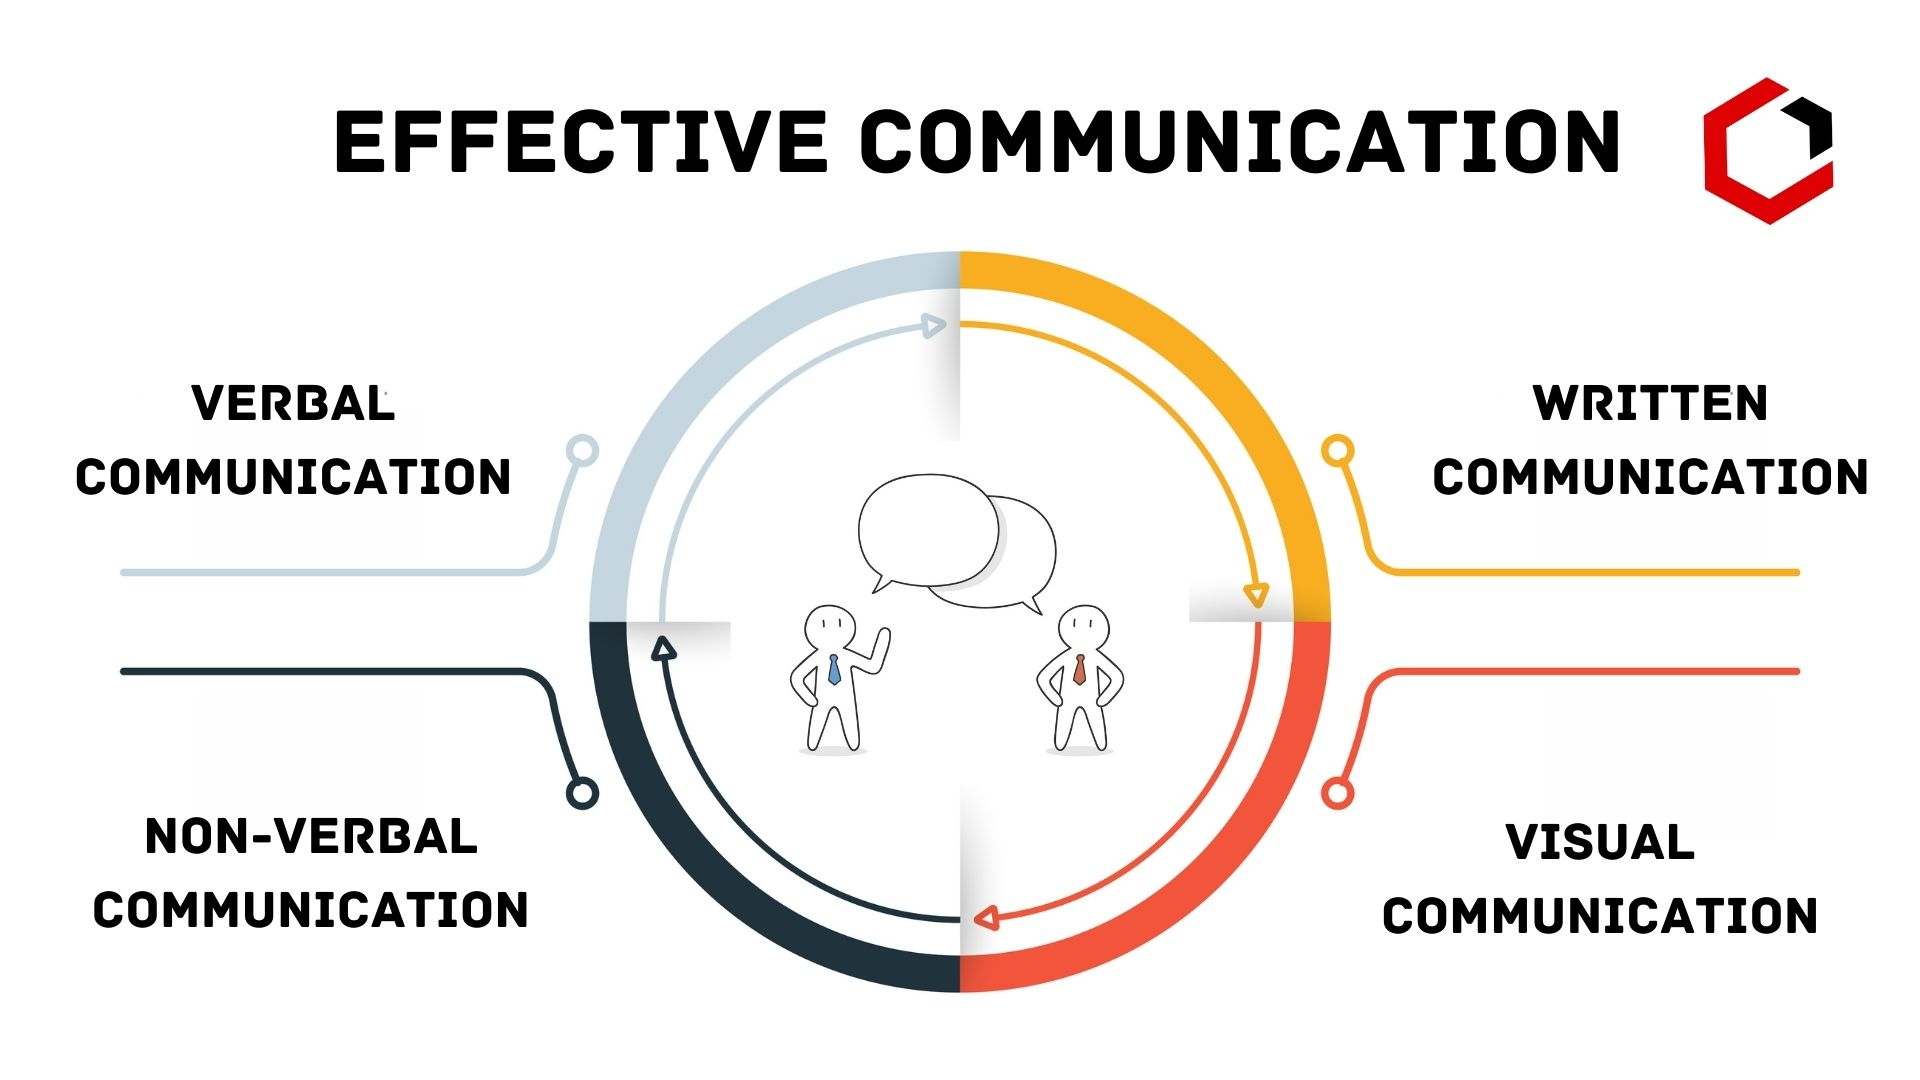 EFFECTIVE COMMUNICATION
VERBAL
COMMUNICATION
WRITTEN
COMMUNICATION
NON-VERBAL
COMMUNICATION
VISUAL
COMMUNICATION